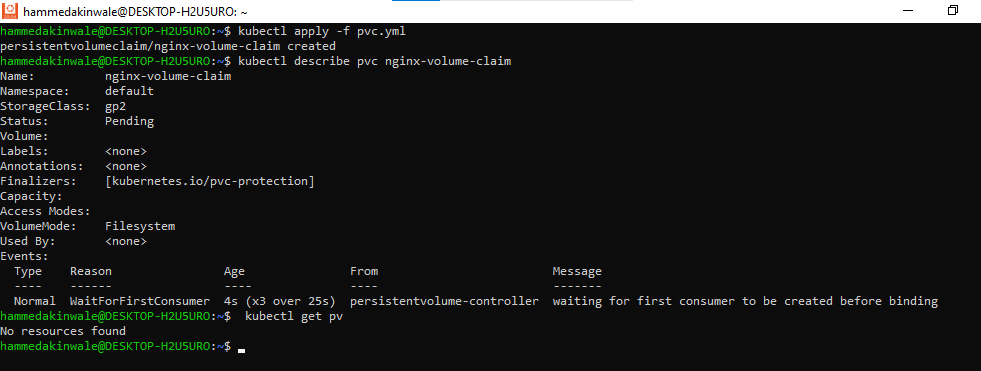 hammedakinwale@DESKTOP-H2U5URO: ~
hammedakinwale@DESKTOP-H2U5URO:~$ kubectl apply -f pvc.yml
persistentvolumeclaim/nginx-volume-claim created
hammedakinwale@DESKTOP-H2U5URO:~$ kubectl describe pvc nginx-volume-claim
Name:          nginx-volume-claim
Namespace:     default
StorageClass:  gp2
Status:        Pending
Volume:
Labels:        <none>
Annotations:   <none>
Finalizers:    [kubernetes.io/pvc-protection]
Capacity:
Access Modes:
VolumeMode:    Filesystem
Used By:       <none>
Events:
  Type    Reason                Age               From                         Message
  ----    ------                ----              ----                         -------
  Normal  WaitForFirstConsumer  4s (x3 over 25s)  persistentvolume-controller  waiting for first consumer to be created before binding
hammedakinwale@DESKTOP-H2U5URO:~$  kubectl get pv
No resources found
hammedakinwale@DESKTOP-H2U5URO:~$